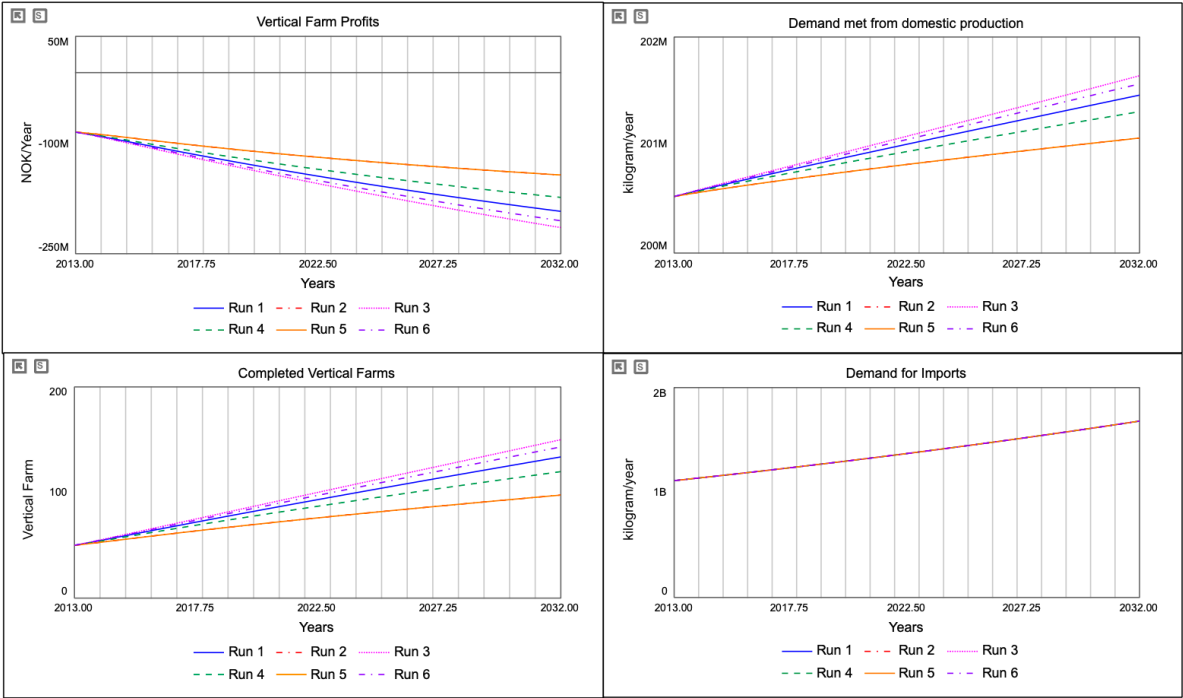 S
Vertical Farm Profits
50M
NOK/Year
-100M
-250M
2013.00 2017.75 2022.50 2027.25 2032.00
Years
Run 1 Run 2 Run 3
Run 4 Run 5 Run 6
S
Demand met from domestic production
202M
kilogram/year
201M
200M
2013.00 2017.75 2022.50 2027.25 2032.00
Years
Run 1 Run 2 Run 3
Run 4 Run 5 Run 6
S
Completed Vertical Farms
200
Vertical Farm
100
0
2013.00 2017.75 2022.50 2027.25 2032.00
Years
Run 1 Run 2 Run 3
Run 4 Run 5 Run 6
S
Demand for Imports
2B
kilogram/year
1B
0
2013.00 2017.75 2022.50 2027.25 2032.00
Years
Run 1 Run 2 Run 3
Run 4 Run 5 Run 6